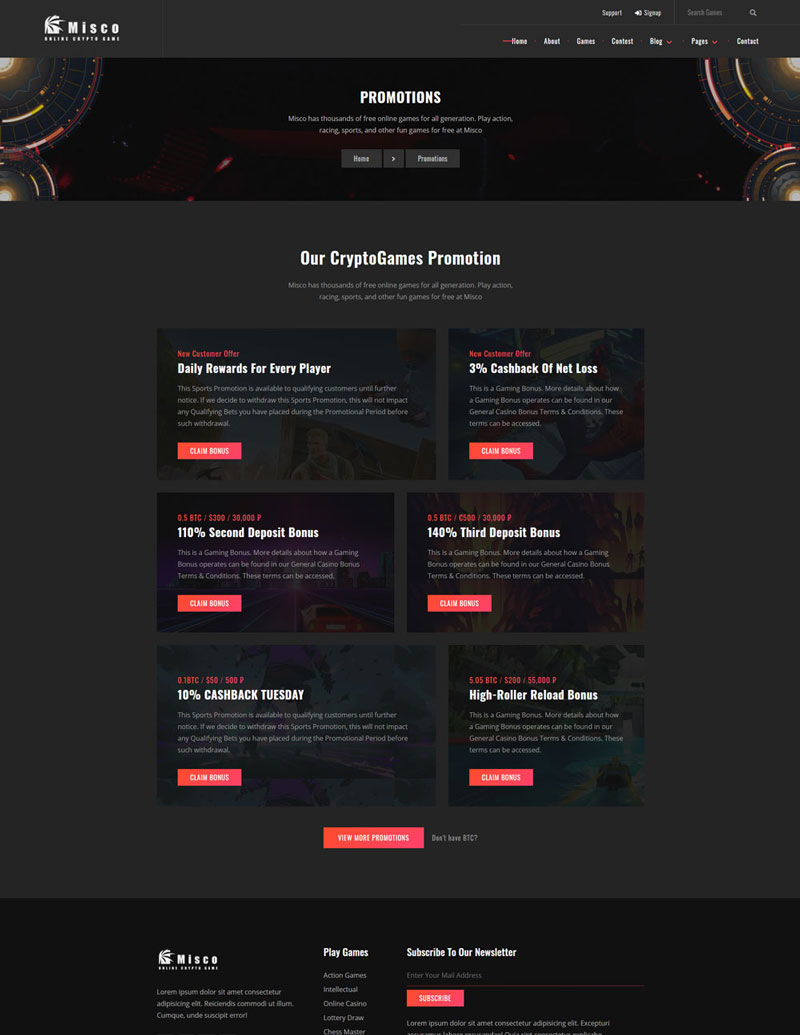 Support
Signup
Search Games
Misco
ONLINE CRYPTO GAME
Home
About
Games
Contest
Blog
Pages
Contact
PROMOTIONS
Misco has thousands of free online games for all generation. Play action,
racing, sports, and other fun games for free at Misco
Home
Promotions
Our CryptoGames Promotion
Misco has thousands of free online games for all generation. Play action,
racing, sports, and other fun games for free at Misco
New Customer Offer
Daily Rewards For Every Player
This Sports Promotion is available to qualifying customers until further
notice. If we decide to withdraw this Sports Promotion, this will not impact
any Qualifying Bets you have placed during the Promotional Period before
such withdrawal.
CLAIM BONUS
New Customer Offer
3% Cashback Of Net Loss
This is a Gaming Bonus. More details about how
a Gaming Bonus operates can be found in our
General Casino Bonus Terms & Conditions. These
terms can be accessed.
CLAIM BONUS
0.5 BTC / $300 / 30,000 ₽
110% Second Deposit Bonus
This is a Gaming Bonus. More details about how a Gaming
Bonus operates can be found in our General Casino Bonus
Terms & Conditions. These terms can be accessed.
CLAIM BONUS
0.5 BTC / €500 / 30,000 ₽
140% Third Deposit Bonus
This is a Gaming Bonus. More details about how a Gaming
Bonus operates can be found in our General Casino Bonus
Terms & Conditions. These terms can be accessed.
CLAIM BONUS
0.1BTC / $50 / 500 ₽
10% CASHBACK TUESDAY
This Sports Promotion is available to qualifying customers until further
notice. If we decide to withdraw this Sports Promotion, this will not impact
any Qualifying Bets you have placed during the Promotional Period before
such withdrawal.
CLAIM BONUS
5.05 BTC / $200 / 55,000 ₽
High-Roller Reload Bonus
This is a Gaming Bonus. More details about how
a Gaming Bonus operates can be found in our
General Casino Bonus Terms & Conditions. These
terms can be accessed.
CLAIM BONUS
VIEW MORE PROMOTIONS
Don't have BTC?
Misco
ONLINE CRYPTO GAME
Lorem ipsum dolor sit amet consectetur
adipisicing elit. Reiciendis commodi ut illum.
Cumque, unde suscipit error!
Play Games
Action Games
Intellectual
Online Casino
Lottery Draw
Chess Master
Subscribe To Our Newsletter
Enter Your Mail Address
SUBSCRIBE
Lorem ipsum dolor sit amet consectetur adipisicing elit. Excepturi